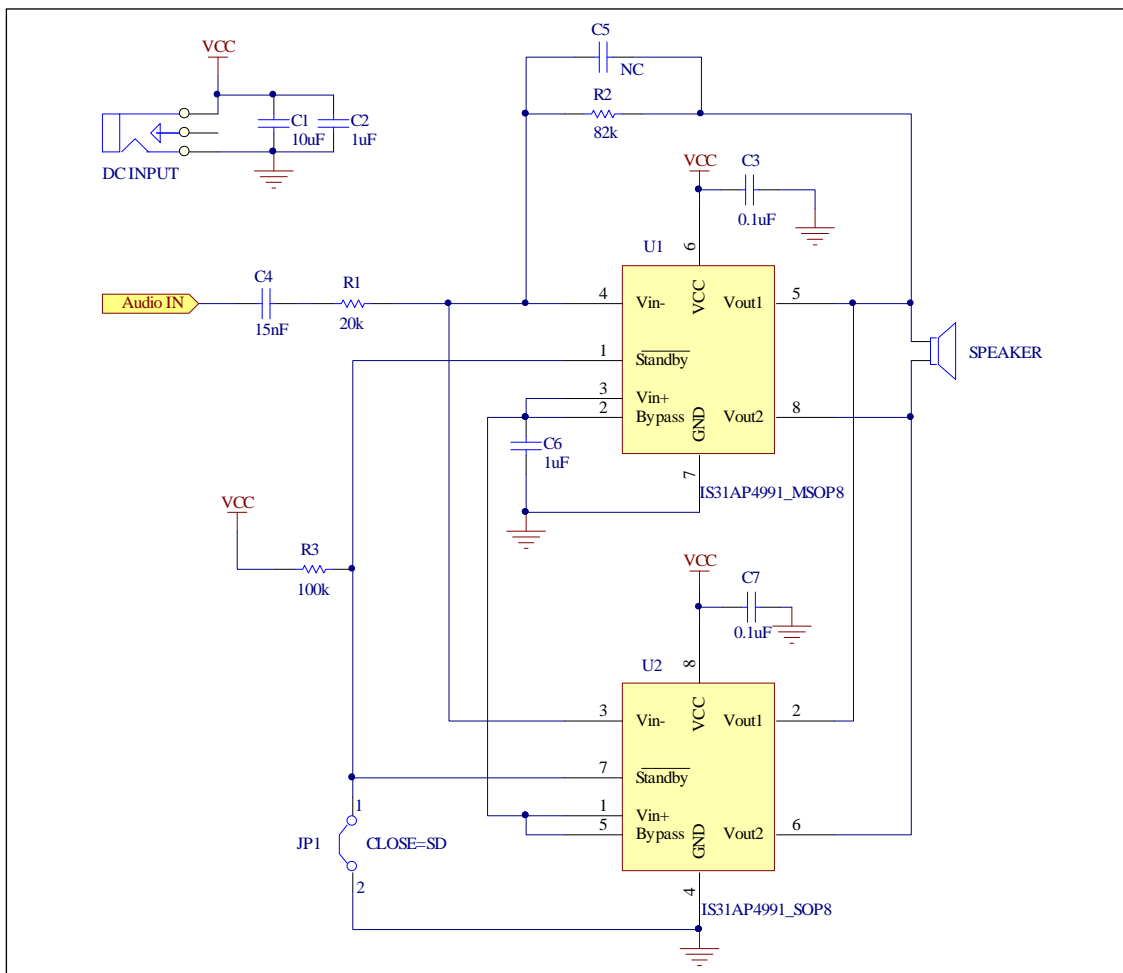 C5
NC
VCC
R2
82k
C1
10uF
C2
1uF
DC INPUT
VCC
C3
0.1uF
U1
6
C4
R1
Audio IN
15nF
20k
4
Vin-
VCC
Vout1
5
1
Standby
SPEAKER
3
Vin+
2
Bypass
GND
Vout2
8
C6
1uF
7
IS31AP4991_MSOP8
VCC
R3
100k
VCC
C7
0.1uF
U2
8
3
Vin-
VCC
Vout1
2
7
Standby
1
Vin+
5
Bypass
GND
Vout2
6
1
JP1
CLOSE=SD
2
4
IS31AP4991_SOP8